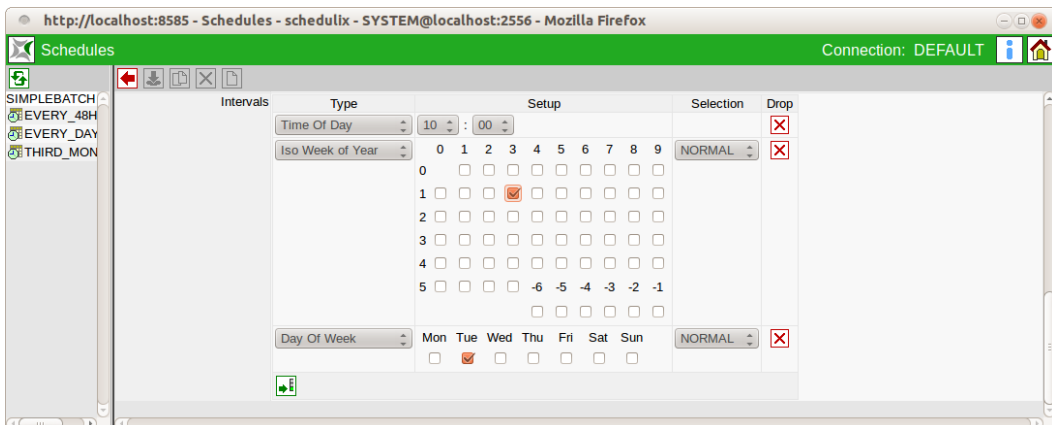 http://localhost:8585 - Schedules - schedulix - SYSTEM@localhost:2556 - Mozilla Firefox
Schedules Connection: DEFAULT
SIMPLEBATCH
EVERY_48H
EVERY_DAY
THIRD_MON
Intervals Type Setup Selection Drop
Time Of Day 10 : 00
Iso Week of Year 0 1 2 3 4 5 6 7 8 9 NORMAL
0
1
2
3
4
5 -6 -5 -4 -3 -2 -1
Day Of Week Mon Tue Wed Thu Fri Sat Sun NORMAL